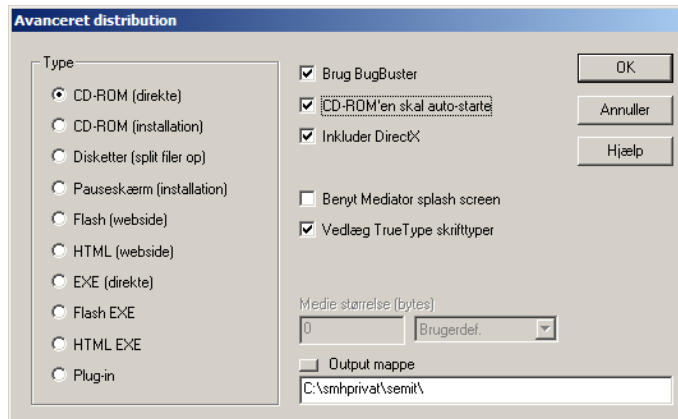 Avanceret distribution
Type
CD-ROM (direkte)
CD-ROM (installation)
Disketter (split filer op)
Pauseskærm (installation)
Flash (webside)
HTML (webside)
EXE (direkte)
Flash EXE
HTML EXE
Plug-in
Brug BugBuster
CD-ROM'en skal auto-starte
Inkluder DirectX
Benyt Mediator splash screen
Vedlæg TrueType skrifttyper
Medie størrelse (bytes)
0
Brugerdef.
Output mappe
C:\smhprivat\semit\
OK
Annuller
Hjælp